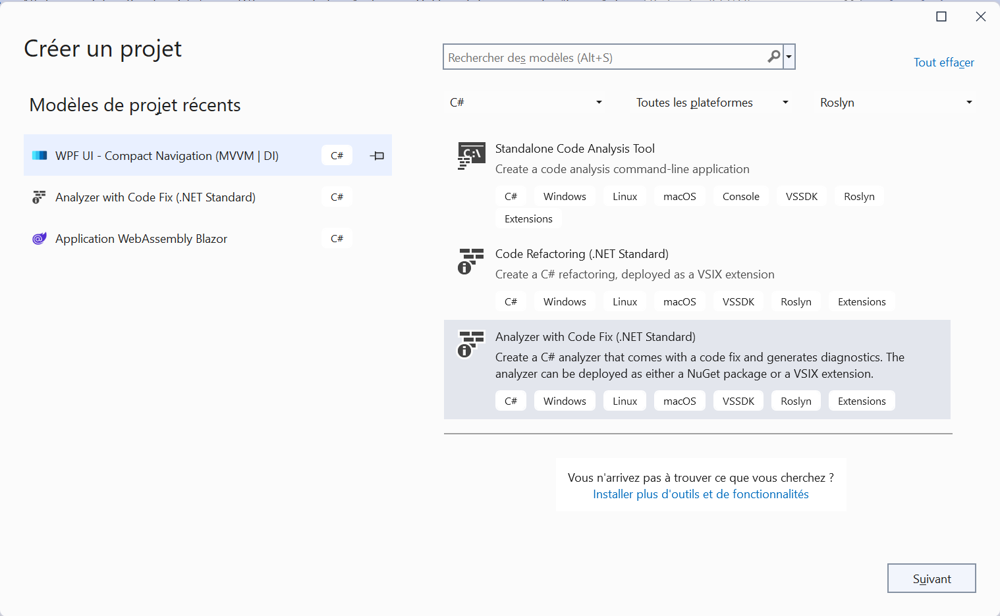 Créer un projet
Rechercher des modèles (Alt+S)
Tout effacer
Modèles de projet récents
C#
Toutes les plateformes
Roslyn
WPF UI - Compact Navigation (MVVM | DI)
C#
Analyzer with Code Fix (.NET Standard)
C#
Application WebAssembly Blazor
C#
C:\
Standalone Code Analysis Tool
Create a code analysis command-line application
C# Windows Linux macOS Console VSSDK Roslyn
Extensions
Code Refactoring (.NET Standard)
Create a C# refactoring, deployed as a VSIX extension
C# Windows Linux macOS VSSDK Roslyn Extensions
Analyzer with Code Fix (.NET Standard)
Create a C# analyzer that comes with a code fix and generates diagnostics. The
analyzer can be deployed as either a NuGet package or a VSIX extension.
C# Windows Linux macOS VSSDK Roslyn Extensions
Vous n'arrivez pas à trouver ce que vous cherchez ?
Installer plus d'outils et de fonctionnalités
Suivant